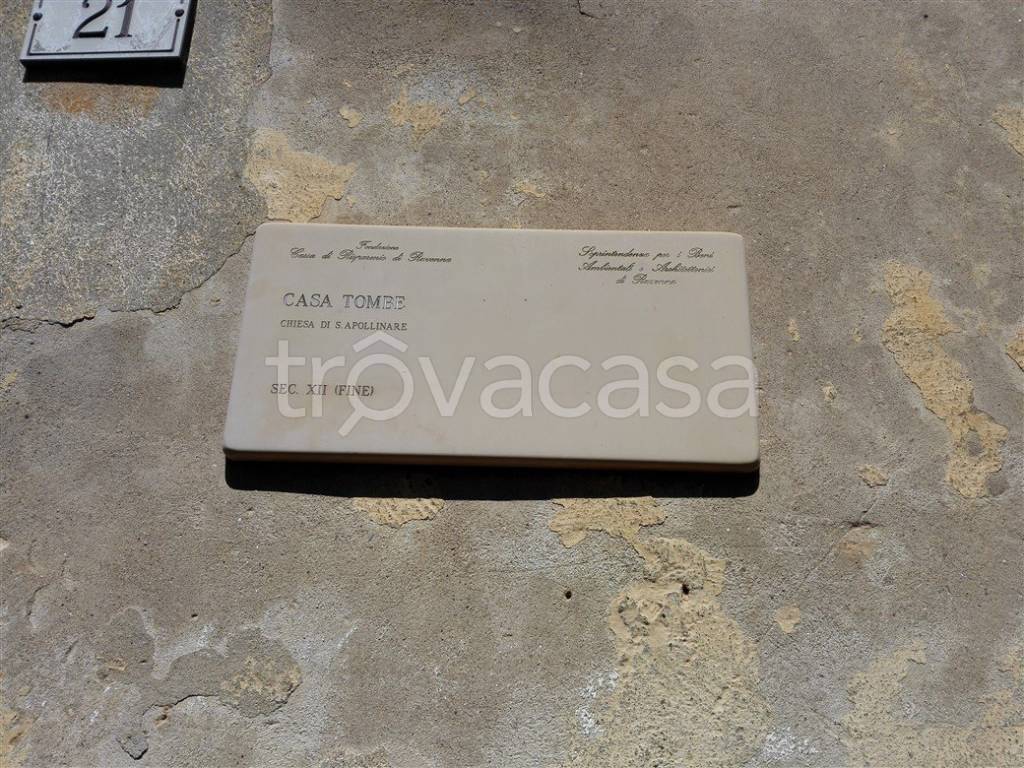 21
Fondazione
Cassa di Risparmio di Ravenna
Soprintendenza per i Beni
Ambientali e Architettonici
di Ravenna
CASA TOMBE
CHIESA DI S. APOLLINARE
SEC. XII (FINE)
trovacasa